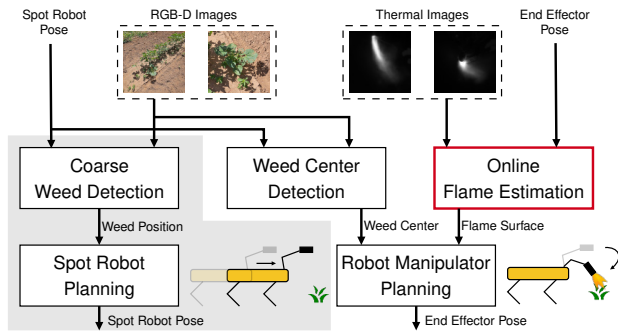 Spot Robot
Pose
RGB-D Images
Thermal Images
End Effector
Pose
Coarse
Weed Detection
Weed Center
Detection
Online
Flame Estimation
Weed Position
Weed Center
Flame Surface
Spot Robot
Planning
Robot Manipulator
Planning
Spot Robot Pose
End Effector Pose